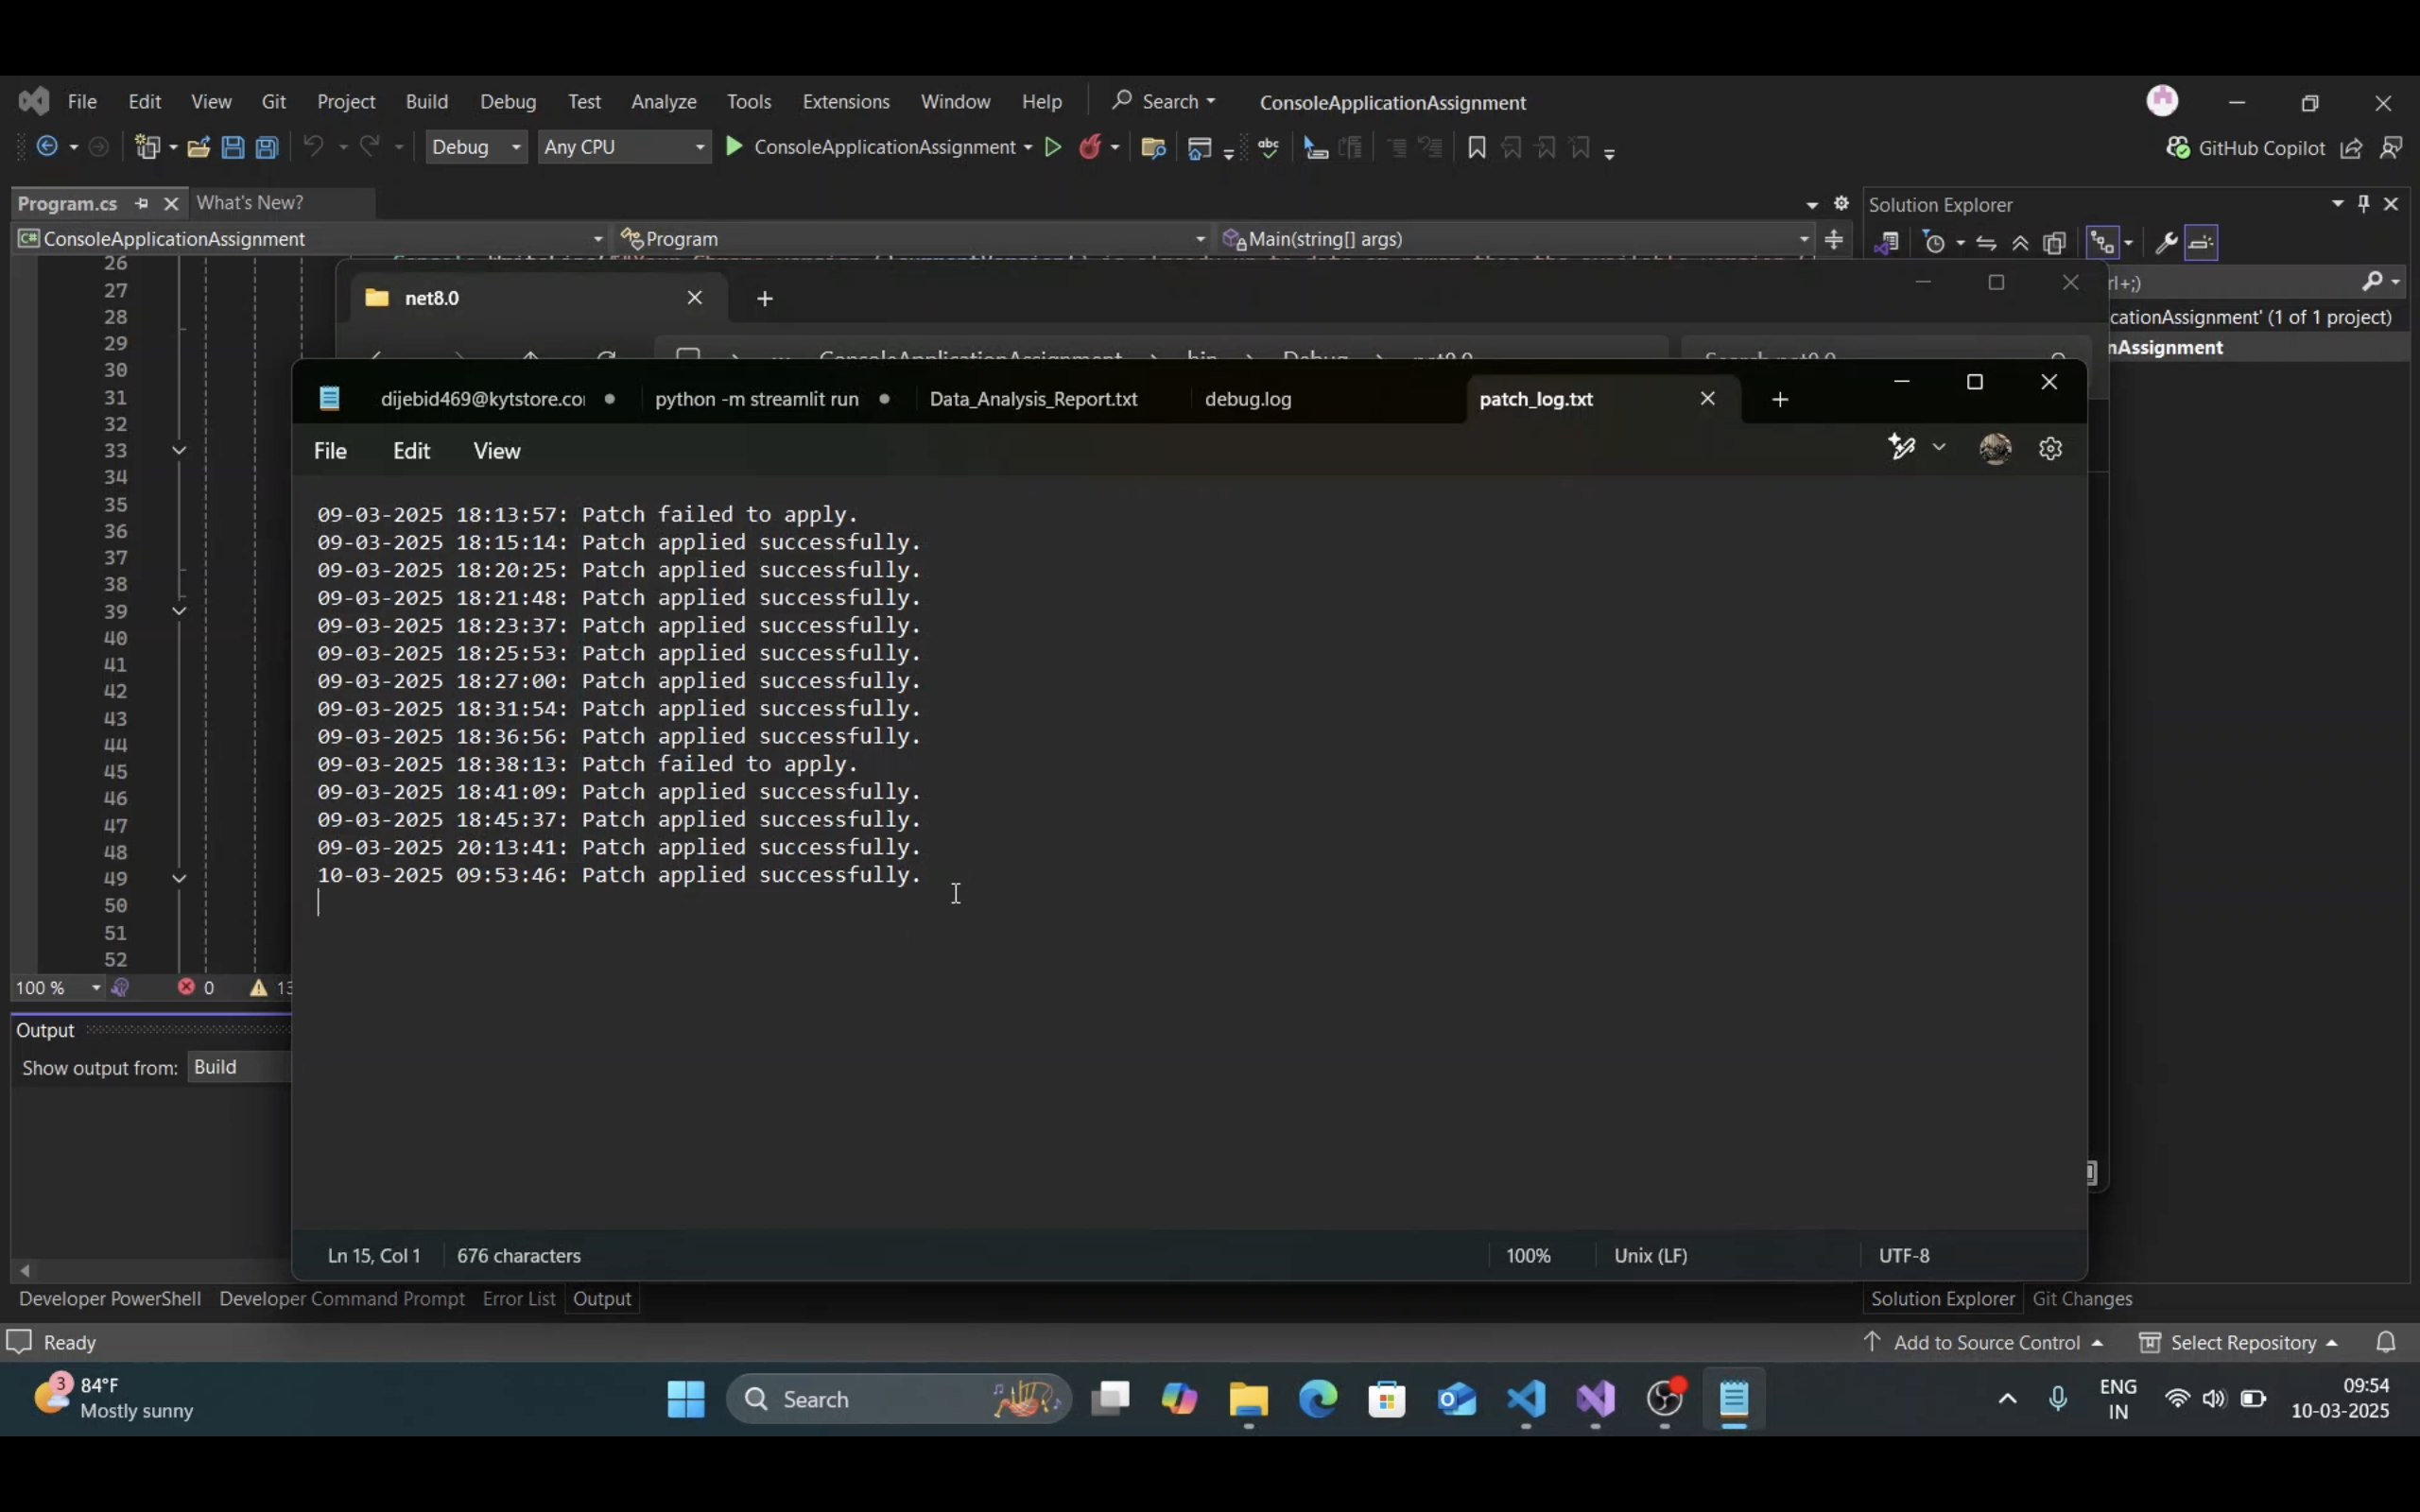 File Edit View Git Project Build Debug Test Analyze Tools Extensions Window Help Search ConsoleApplicationAssignment
Debug Any CPU ConsoleApplicationAssignment GitHub Copilot
Program.cs What's New?
Solution Explorer
C# ConsoleApplicationAssignment Program Main(string[] args)
26
27
28
29
30
31
32
33
34
35
36
37
38
39
40
41
42
43
44
45
46
47
48
49
50
51
52
net8.0
rl+;)
cationAssignment' (1 of 1 project)
nAssignment
ConsoleApplicationAssignment bin Debug net8.0 Search net8.0
dijebid469@kytstore.co python -m streamlit run Data_Analysis_Report.txt debug.log patch_log.txt
File Edit View
09-03-2025 18:13:57: Patch failed to apply.
09-03-2025 18:15:14: Patch applied successfully.
09-03-2025 18:20:25: Patch applied successfully.
09-03-2025 18:21:48: Patch applied successfully.
09-03-2025 18:23:37: Patch applied successfully.
09-03-2025 18:25:53: Patch applied successfully.
09-03-2025 18:27:00: Patch applied successfully.
09-03-2025 18:31:54: Patch applied successfully.
09-03-2025 18:36:56: Patch applied successfully.
09-03-2025 18:38:13: Patch failed to apply.
09-03-2025 18:41:09: Patch applied successfully.
09-03-2025 18:45:37: Patch applied successfully.
09-03-2025 20:13:41: Patch applied successfully.
10-03-2025 09:53:46: Patch applied successfully.
Ln 15, Col 1 676 characters 100% Unix (LF) UTF-8
100 % 0 13
Output
Show output from: Build
Developer PowerShell Developer Command Prompt Error List Output
Solution Explorer Git Changes
Ready Add to Source Control Select Repository
3 84°F
Mostly sunny
Search
ENG
IN
09:54
10-03-2025